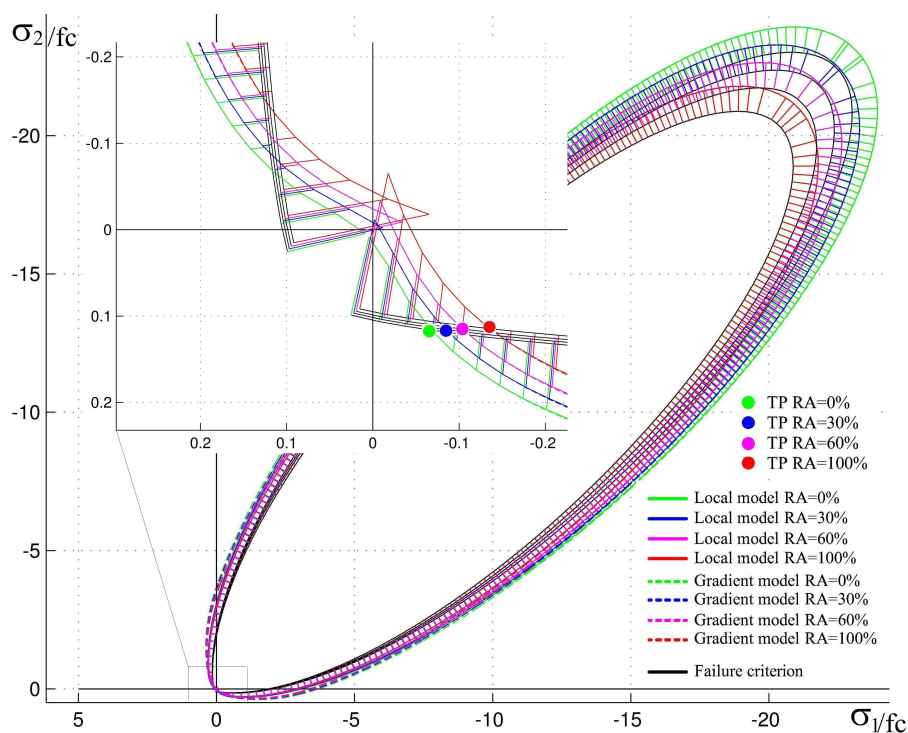 σ2/fc
-0.2
-0.1
0
0.1
0.2
0.2
0.1
0
-0.1
-0.2
-20
-15
-10
-5
0
5
0
-5
-10
-15
-20
σ1/fc
TP RA=0%
TP RA=30%
TP RA=60%
TP RA=100%
Local model RA=0%
Local model RA=30%
Local model RA=60%
Local model RA=100%
Gradient model RA=0%
Gradient model RA=30%
Gradient model RA=60%
Gradient model RA=100%
Failure criterion